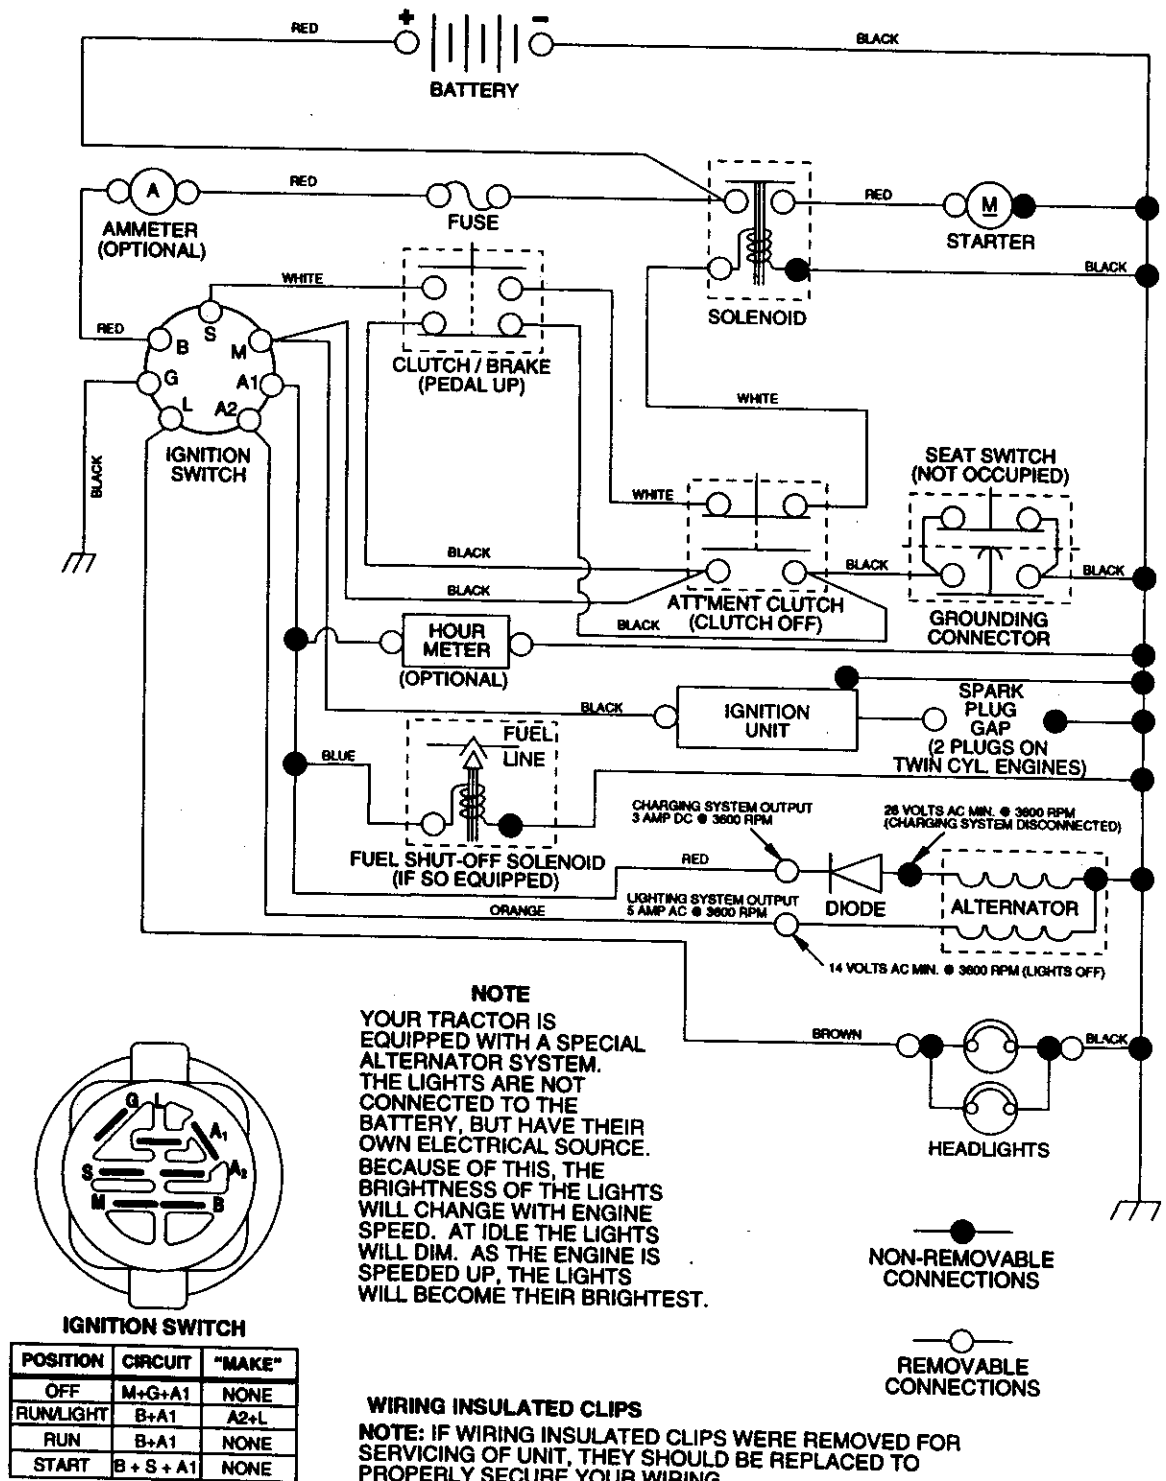 RED
+
-
BLACK
BATTERY
A
RED
AMMETER
(OPTIONAL)
FUSE
RED
M
STARTER
SOLENOID
BLACK
WHITE
RED
S
B
M
G
A1
L
A2
IGNITION
SWITCH
BLACK
CLUTCH / BRAKE
(PEDAL UP)
WHITE
SEAT SWITCH
(NOT OCCUPIED)
WHITE
BLACK
BLACK
BLACK
BLACK
ATT'MENT CLUTCH
(CLUTCH OFF)
GROUNDING
CONNECTOR
BLACK
HOUR
METER
(OPTIONAL)
BLACK
IGNITION
UNIT
SPARK
PLUG
GAP
(2 PLUGS ON
TWIN CYL. ENGINES)
FUEL
LINE
BLUE
FUEL SHUT-OFF SOLENOID
(IF SO EQUIPPED)
CHARGING SYSTEM OUTPUT
3 AMP DC @ 3600 RPM
28 VOLTS AC MIN. @ 3600 RPM
(CHARGING SYSTEM DISCONNECTED)
RED
DIODE
ALTERNATOR
LIGHTING SYSTEM OUTPUT
5 AMP AC @ 3600 RPM
ORANGE
14 VOLTS AC MIN. @ 3600 RPM (LIGHTS OFF)
BROWN
BLACK
HEADLIGHTS
NOTE
YOUR TRACTOR IS
EQUIPPED WITH A SPECIAL
ALTERNATOR SYSTEM.
THE LIGHTS ARE NOT
CONNECTED TO THE
BATTERY, BUT HAVE THEIR
OWN ELECTRICAL SOURCE.
BECAUSE OF THIS, THE
BRIGHTNESS OF THE LIGHTS
WILL CHANGE WITH ENGINE
SPEED. AT IDLE THE LIGHTS
WILL DIM. AS THE ENGINE IS
SPEEDED UP, THE LIGHTS
WILL BECOME THEIR BRIGHTEST.
NON-REMOVABLE
CONNECTIONS
REMOVABLE
CONNECTIONS
G L
A1
S
A2
M
B
IGNITION SWITCH
POSITION CIRCUIT "MAKE"
OFF M+G+A1 NONE
RUN/LIGHT B+A1 A2+L
RUN B+A1 NONE
START B + S + A1 NONE
WIRING INSULATED CLIPS
NOTE: IF WIRING INSULATED CLIPS WERE REMOVED FOR
SERVICING OF UNIT, THEY SHOULD BE REPLACED TO
PROPERLY SECURE YOUR WIRING